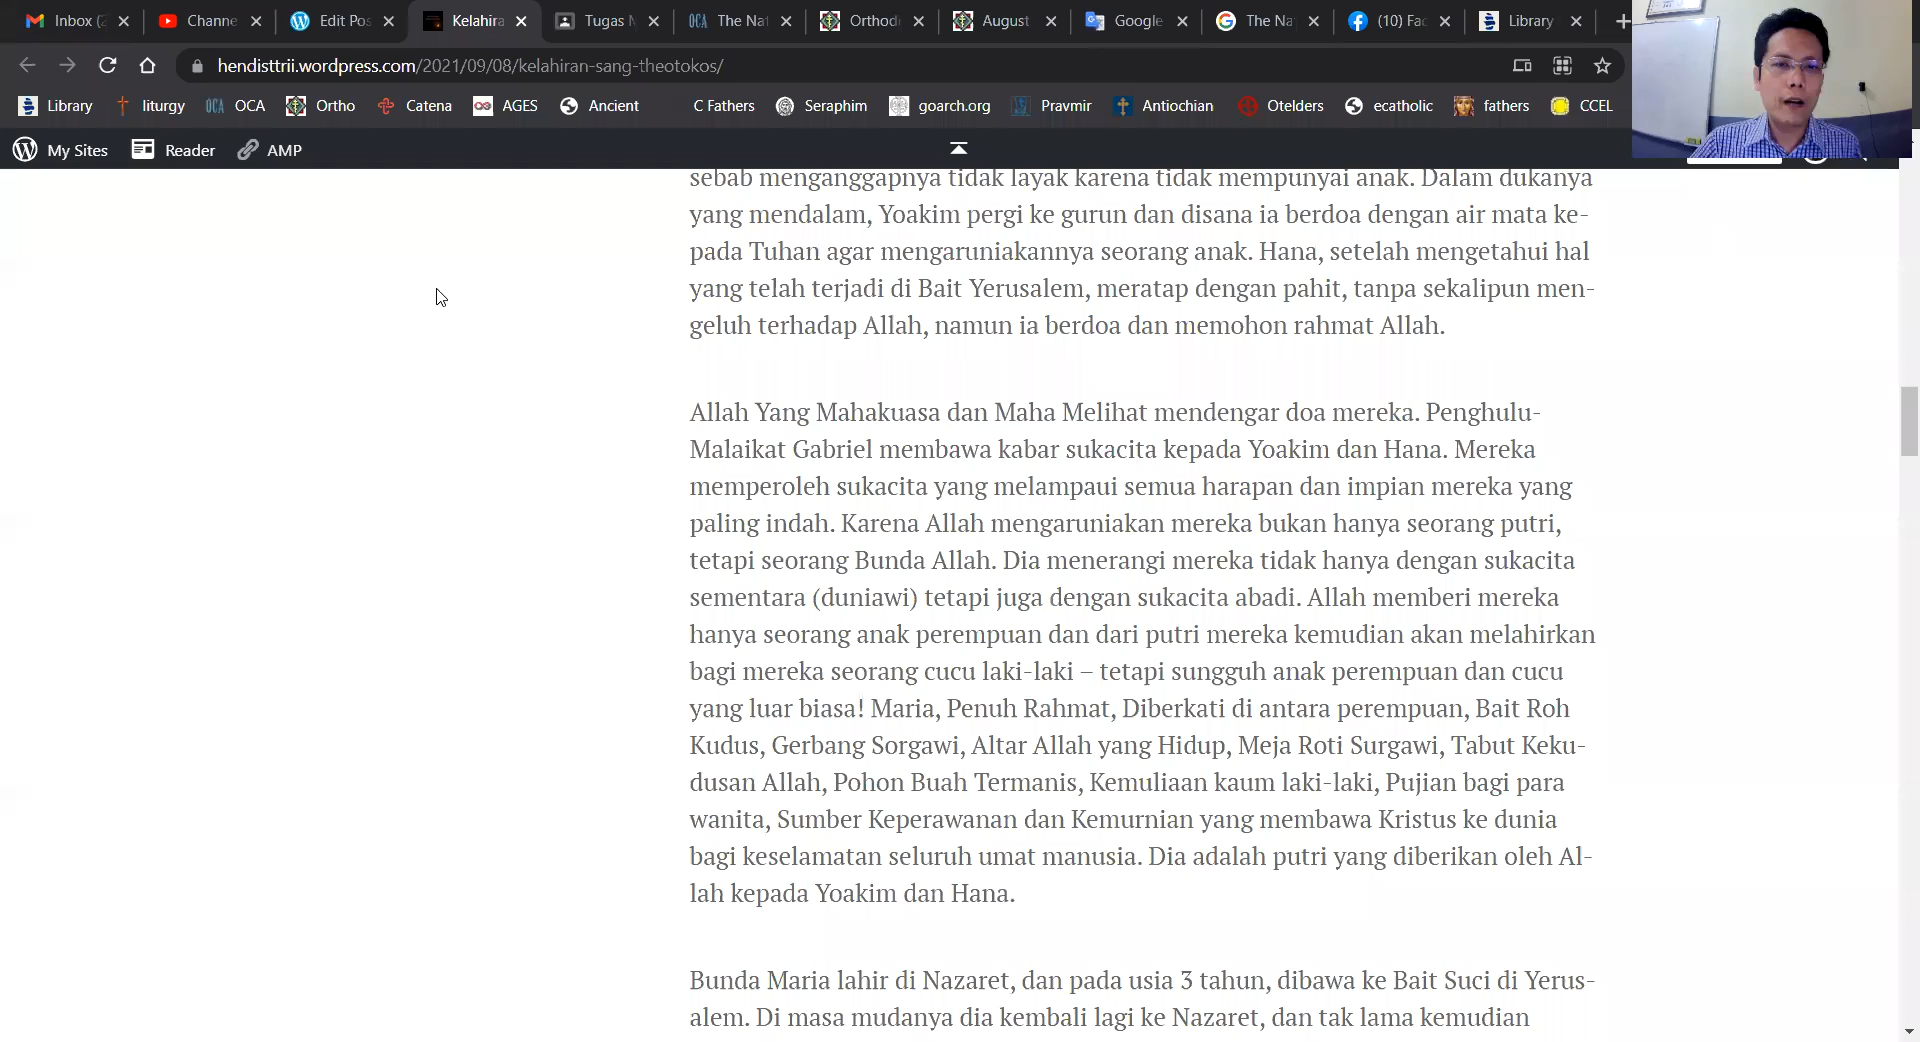 Inbox (2
Channe
Edit Pos
Kelahira
Tugas M
OCA The Nat
Orthod
August
Google
The Na
(10) Fac
Library
hendisttrii.wordpress.com/2021/09/08/kelahiran-sang-theotokos/
Library
liturgy
OCA OCA
Ortho
Catena
AGES
Ancient
C Fathers
Seraphim
goarch.org
Pravmir
Antiochian
Otelders
ecatholic
fathers
CCEL
My Sites
Reader
AMP
sebab menganggapnya tidak layak karena tidak mempunyai anak. Dalam dukanya
yang mendalam, Yoakim pergi ke gurun dan disana ia berdoa dengan air mata ke-
pada Tuhan agar mengaruniakannya seorang anak. Hana, setelah mengetahui hal
yang telah terjadi di Bait Yerusalem, meratap dengan pahit, tanpa sekalipun men-
geluh terhadap Allah, namun ia berdoa dan memohon rahmat Allah.
Allah Yang Mahakuasa dan Maha Melihat mendengar doa mereka. Penghulu-
Malaikat Gabriel membawa kabar sukacita kepada Yoakim dan Hana. Mereka
memperoleh sukacita yang melampaui semua harapan dan impian mereka yang
paling indah. Karena Allah mengaruniakan mereka bukan hanya seorang putri,
tetapi seorang Bunda Allah. Dia menerangi mereka tidak hanya dengan sukacita
sementara (duniawi) tetapi juga dengan sukacita abadi. Allah memberi mereka
hanya seorang anak perempuan dan dari putri mereka kemudian akan melahirkan
bagi mereka seorang cucu laki-laki – tetapi sungguh anak perempuan dan cucu
yang luar biasa! Maria, Penuh Rahmat, Diberkati di antara perempuan, Bait Roh
Kudus, Gerbang Sorgawi, Altar Allah yang Hidup, Meja Roti Surgawi, Tabut Keku-
dusan Allah, Pohon Buah Termanis, Kemuliaan kaum laki-laki, Pujian bagi para
wanita, Sumber Keperawanan dan Kemurnian yang membawa Kristus ke dunia
bagi keselamatan seluruh umat manusia. Dia adalah putri yang diberikan oleh Al-
lah kepada Yoakim dan Hana.
Bunda Maria lahir di Nazaret, dan pada usia 3 tahun, dibawa ke Bait Suci di Yerus-
alem. Di masa mudanya dia kembali lagi ke Nazaret, dan tak lama kemudian